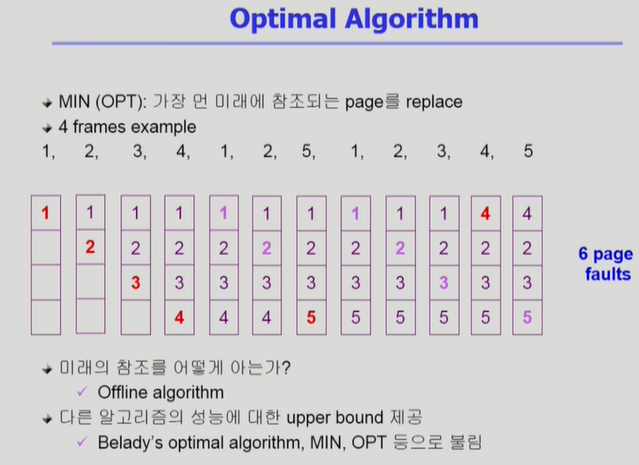 Optimal Algorithm
MIN (OPT): 가장 먼 미래에 참조되는 page를 replace
4 frames example
1, 2, 3, 4, 1, 2, 5, 1, 2, 3, 4, 5
1 1 1 1 1 1 1 1 1 1 4 4
2 2 2 2 2 2 2 2 2 2 2
3 3 3 3 3 3 3 3 3 3
4 4 4 5 5 5 5 5 5
6 page
faults
미래의 참조를 어떻게 아는가?
Offline algorithm
다른 알고리즘의 성능에 대한 upper bound 제공
Belady's optimal algorithm, MIN, OPT 등으로 불림